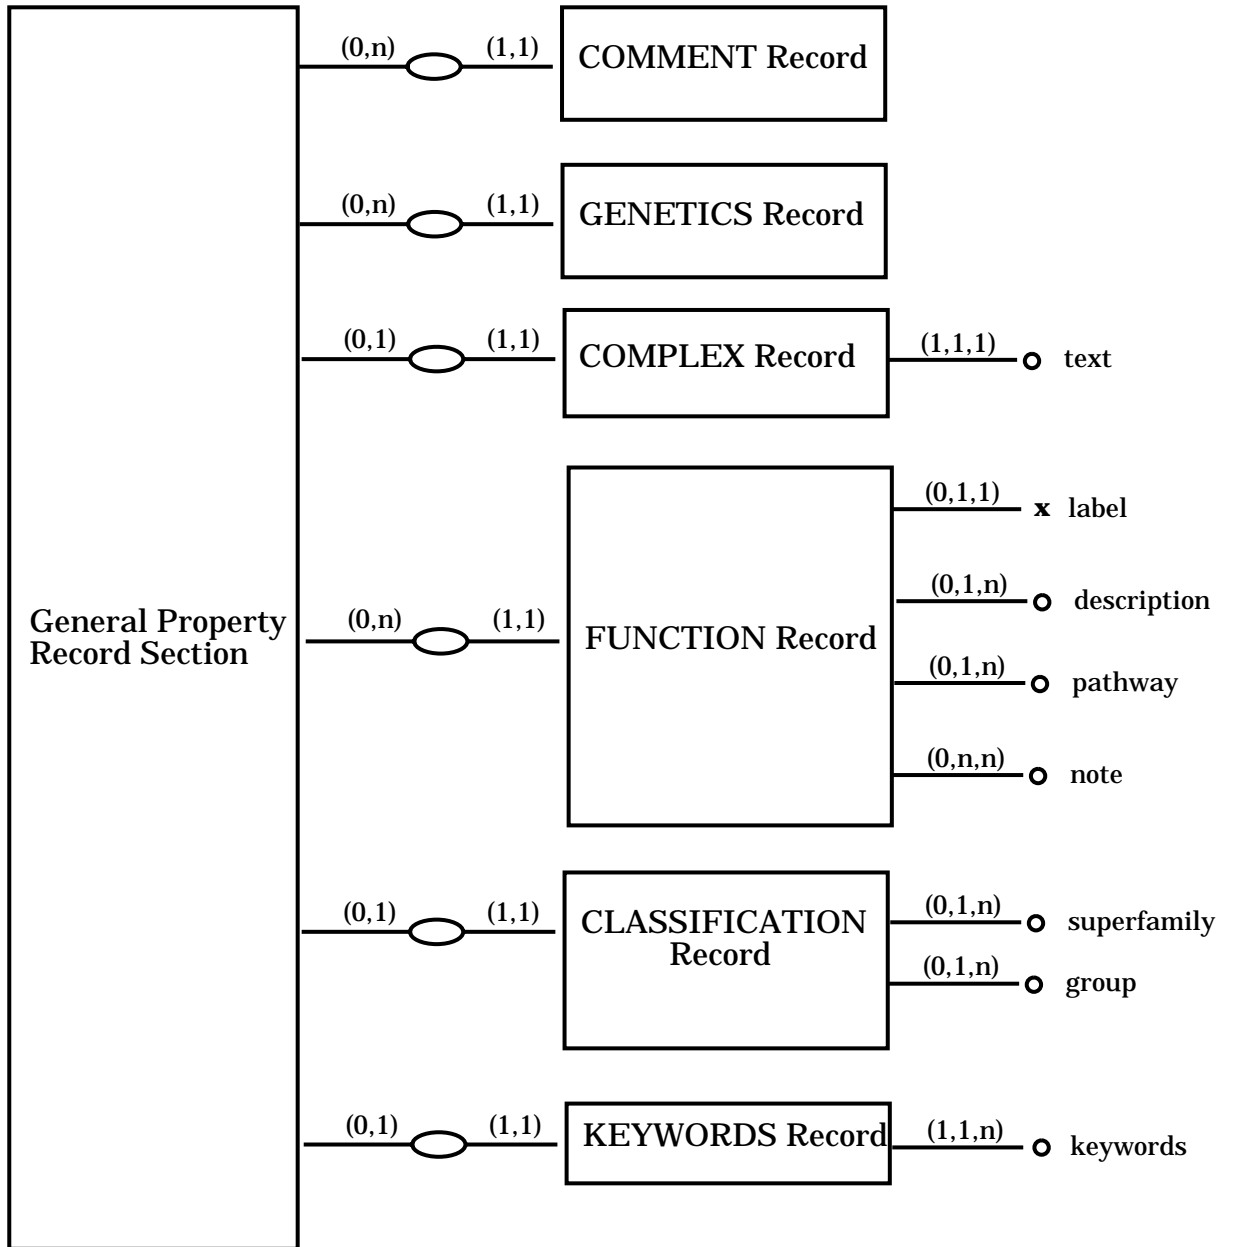 (0,n) (1,1) COMMENT Record
(0,n) (1,1) GENETICS Record
(0,1) (1,1) COMPLEX Record (1,1,1) text
General Property
Record Section
(0,n) (1,1) FUNCTION Record
(0,1,1) x label
(0,1,n) description
(0,1,n) pathway
(0,n,n) note
(0,1) (1,1) CLASSIFICATION
Record
(0,1,n) superfamily
(0,1,n) group
(0,1) (1,1) KEYWORDS Record (1,1,n) keywords